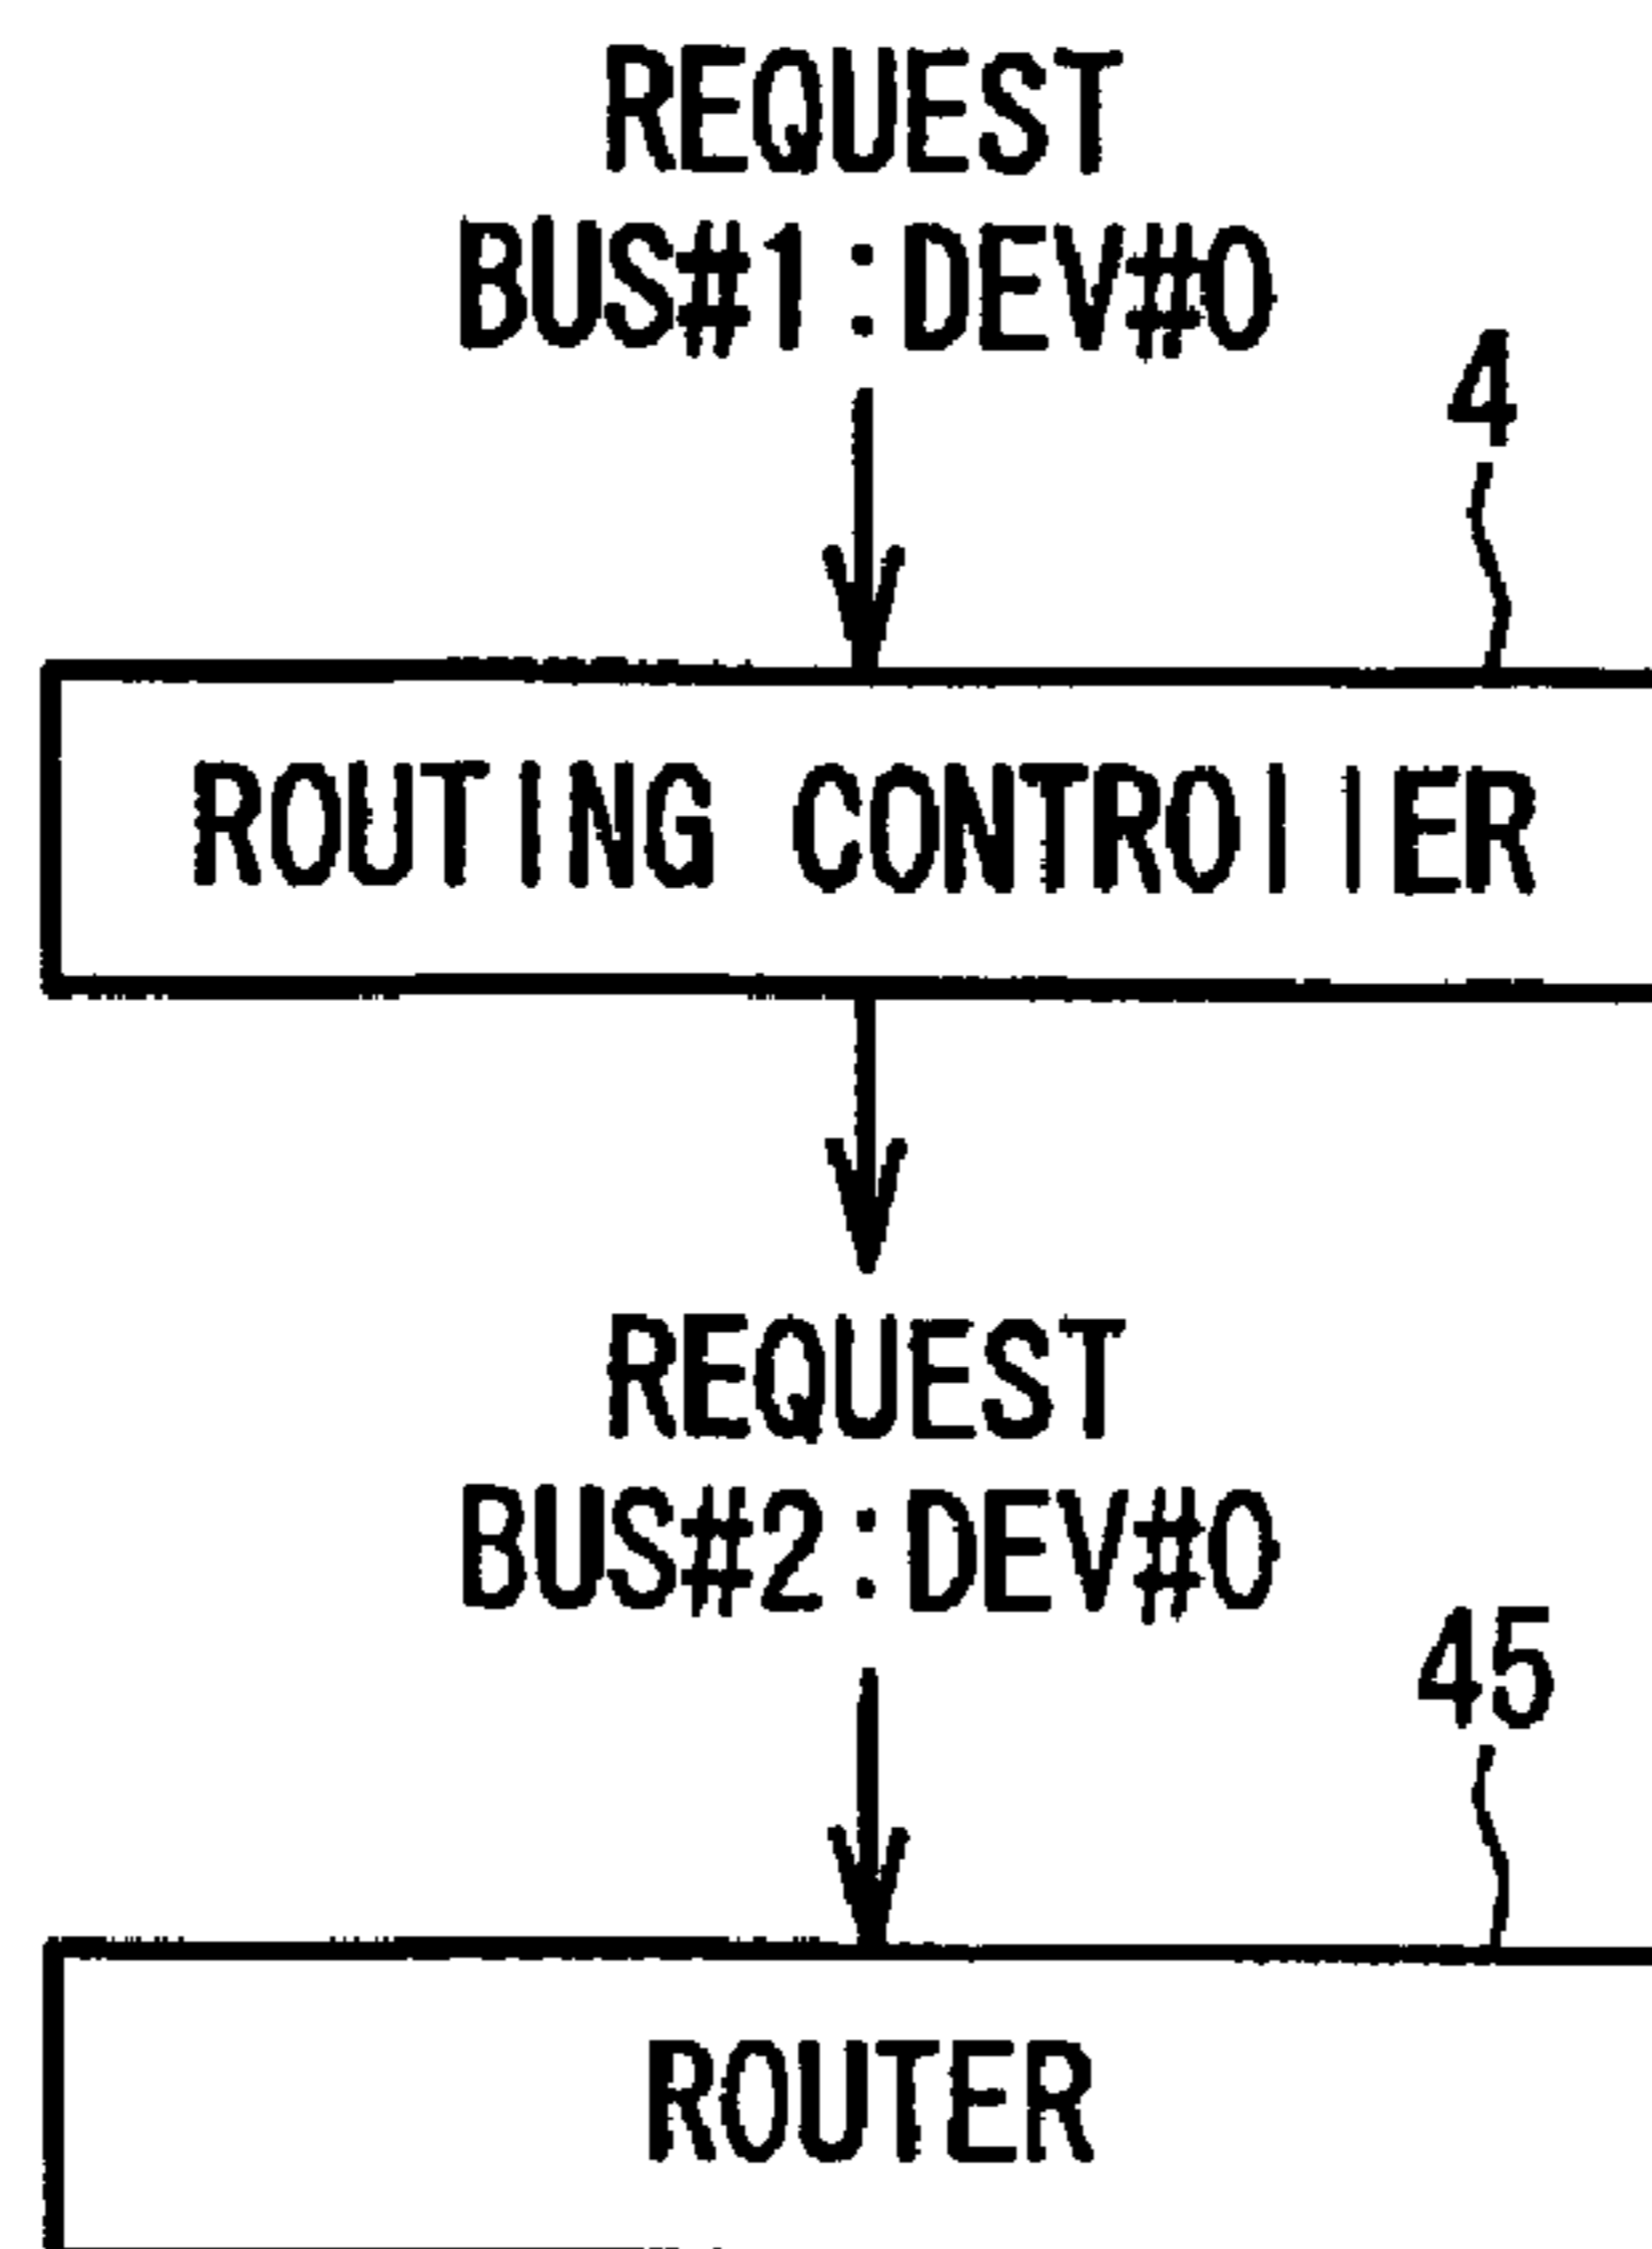 REQUEST
BUS#1:DEV#0
4
ROUTING CONTROLLER
REQUEST
BUS#2:DEV#0
45
ROUTER